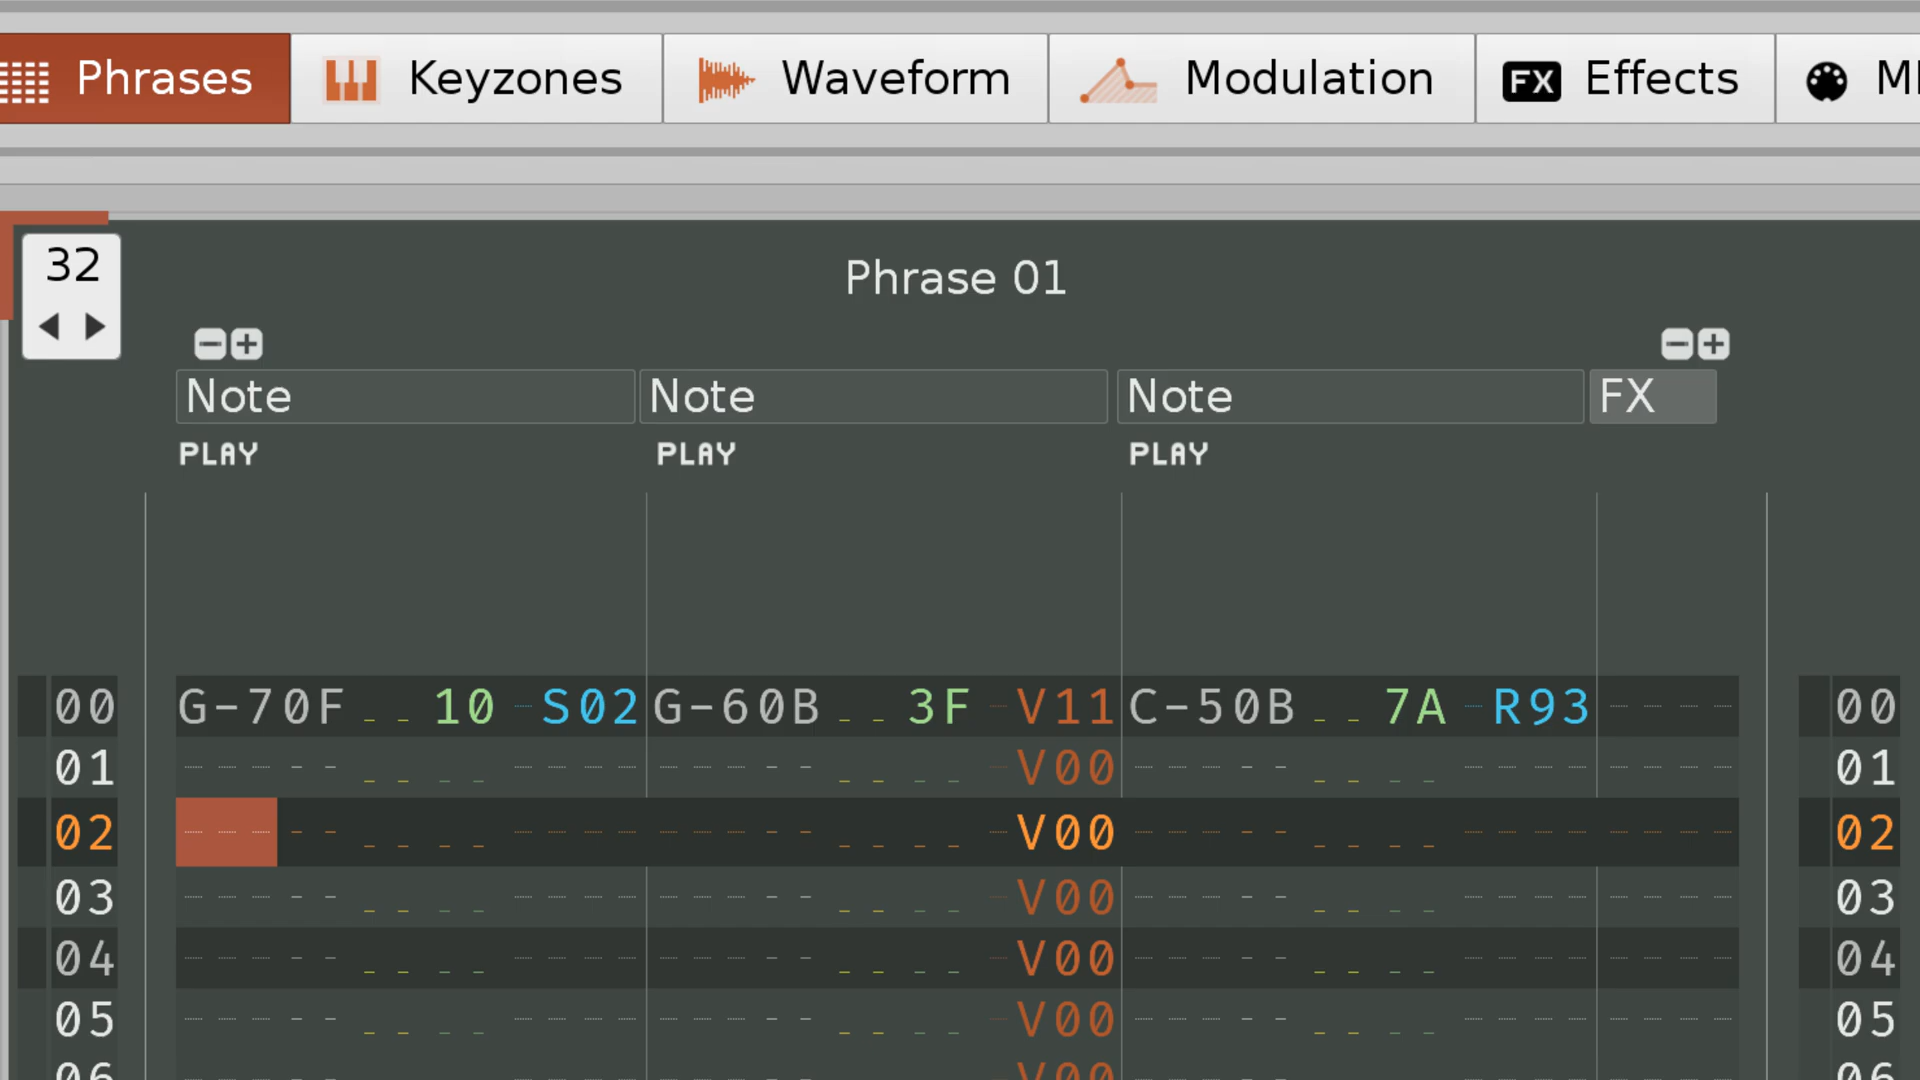 Phrases Keyzones Waveform Modulation FX Effects
32
Phrase 01
Note Note Note FX
PLAY PLAY PLAY
00 G-70F 10 S02 G-60B 3F V11 C-50B 7A R93 00
01 V00 01
02 V00 02
03 V00 03
04 V00 04
05 V00 05